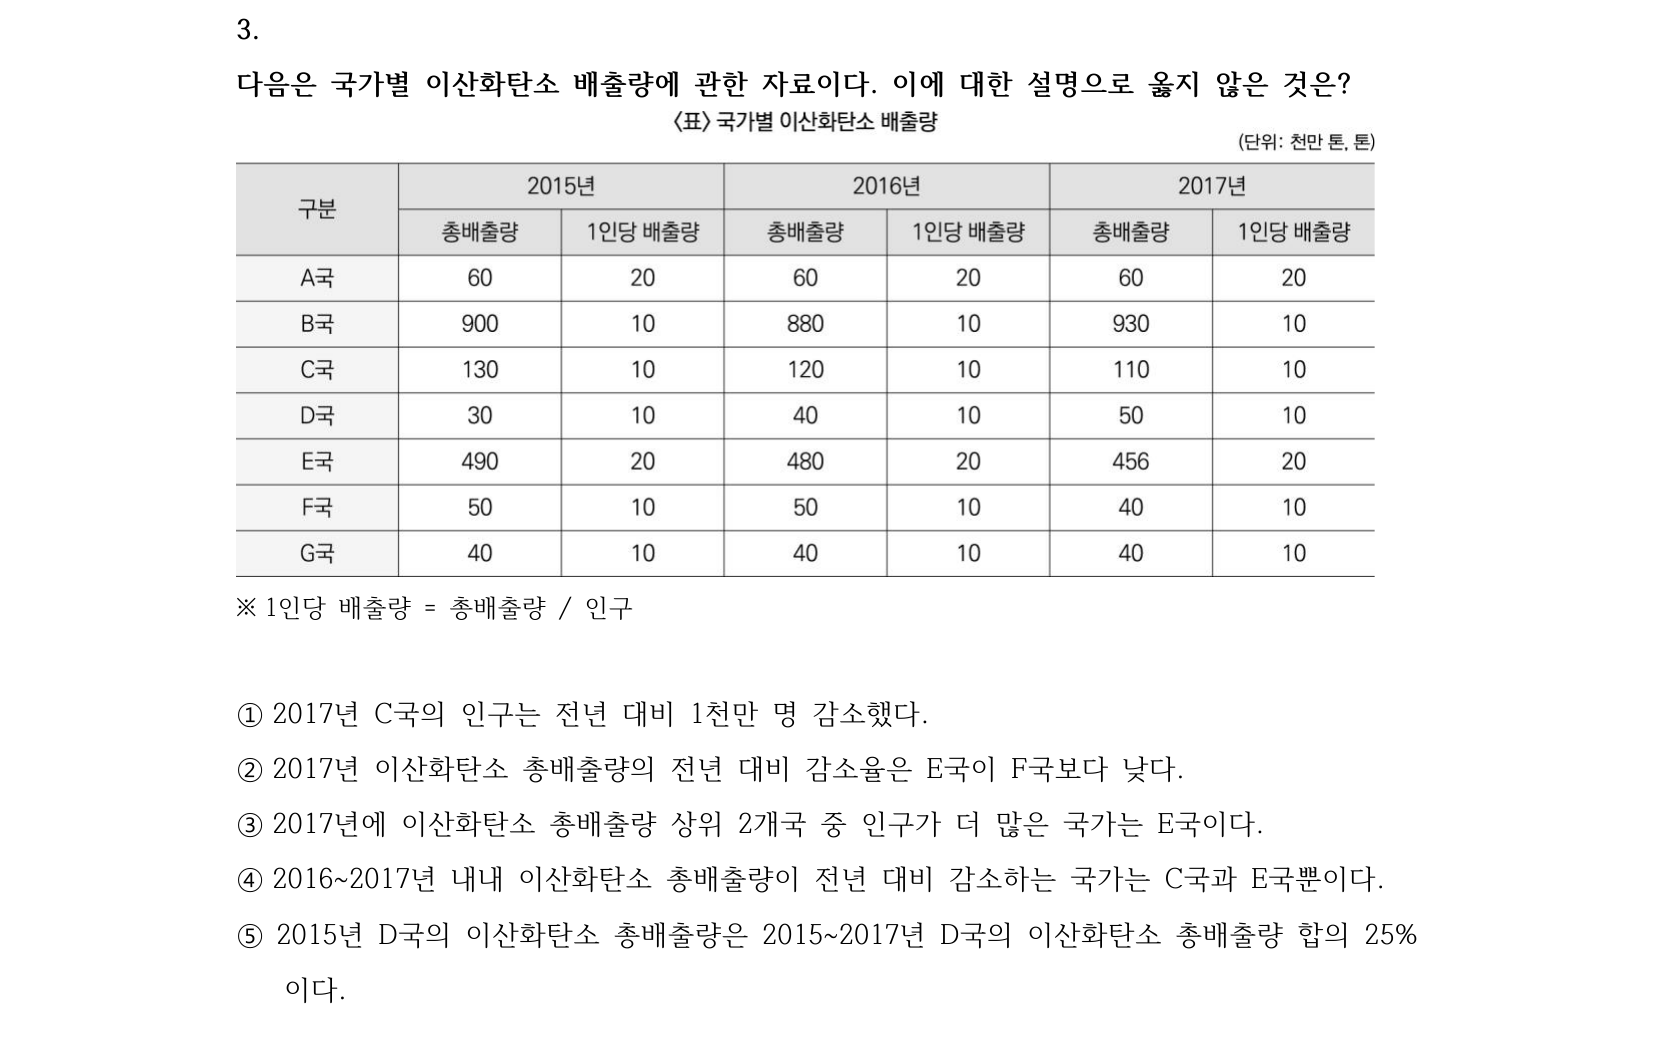 3.
다음은 국가별 이산화탄소 배출량에 관한 자료이다. 이에 대한 설명으로 옳지 않은 것은?
〈표〉 국가별 이산화탄소 배출량
(단위: 천만 톤, 톤)
구분 2015년 2016년 2017년
총배출량 1인당 배출량 총배출량 1인당 배출량 총배출량 1인당 배출량
A국 60 20 60 20 60 20
B국 900 10 880 10 930 10
C국 130 10 120 10 110 10
D국 30 10 40 10 50 10
E국 490 20 480 20 456 20
F국 50 10 50 10 40 10
G국 40 10 40 10 40 10
※ 1인당 배출량 = 총배출량 / 인구
① 2017년 C국의 인구는 전년 대비 1천만 명 감소했다.
② 2017년 이산화탄소 총배출량의 전년 대비 감소율은 E국이 F국보다 낮다.
③ 2017년에 이산화탄소 총배출량 상위 2개국 중 인구가 더 많은 국가는 E국이다.
④ 2016~2017년 내내 이산화탄소 총배출량이 전년 대비 감소하는 국가는 C국과 E국뿐이다.
⑤ 2015년 D국의 이산화탄소 총배출량은 2015~2017년 D국의 이산화탄소 총배출량 합의 25%
이다.